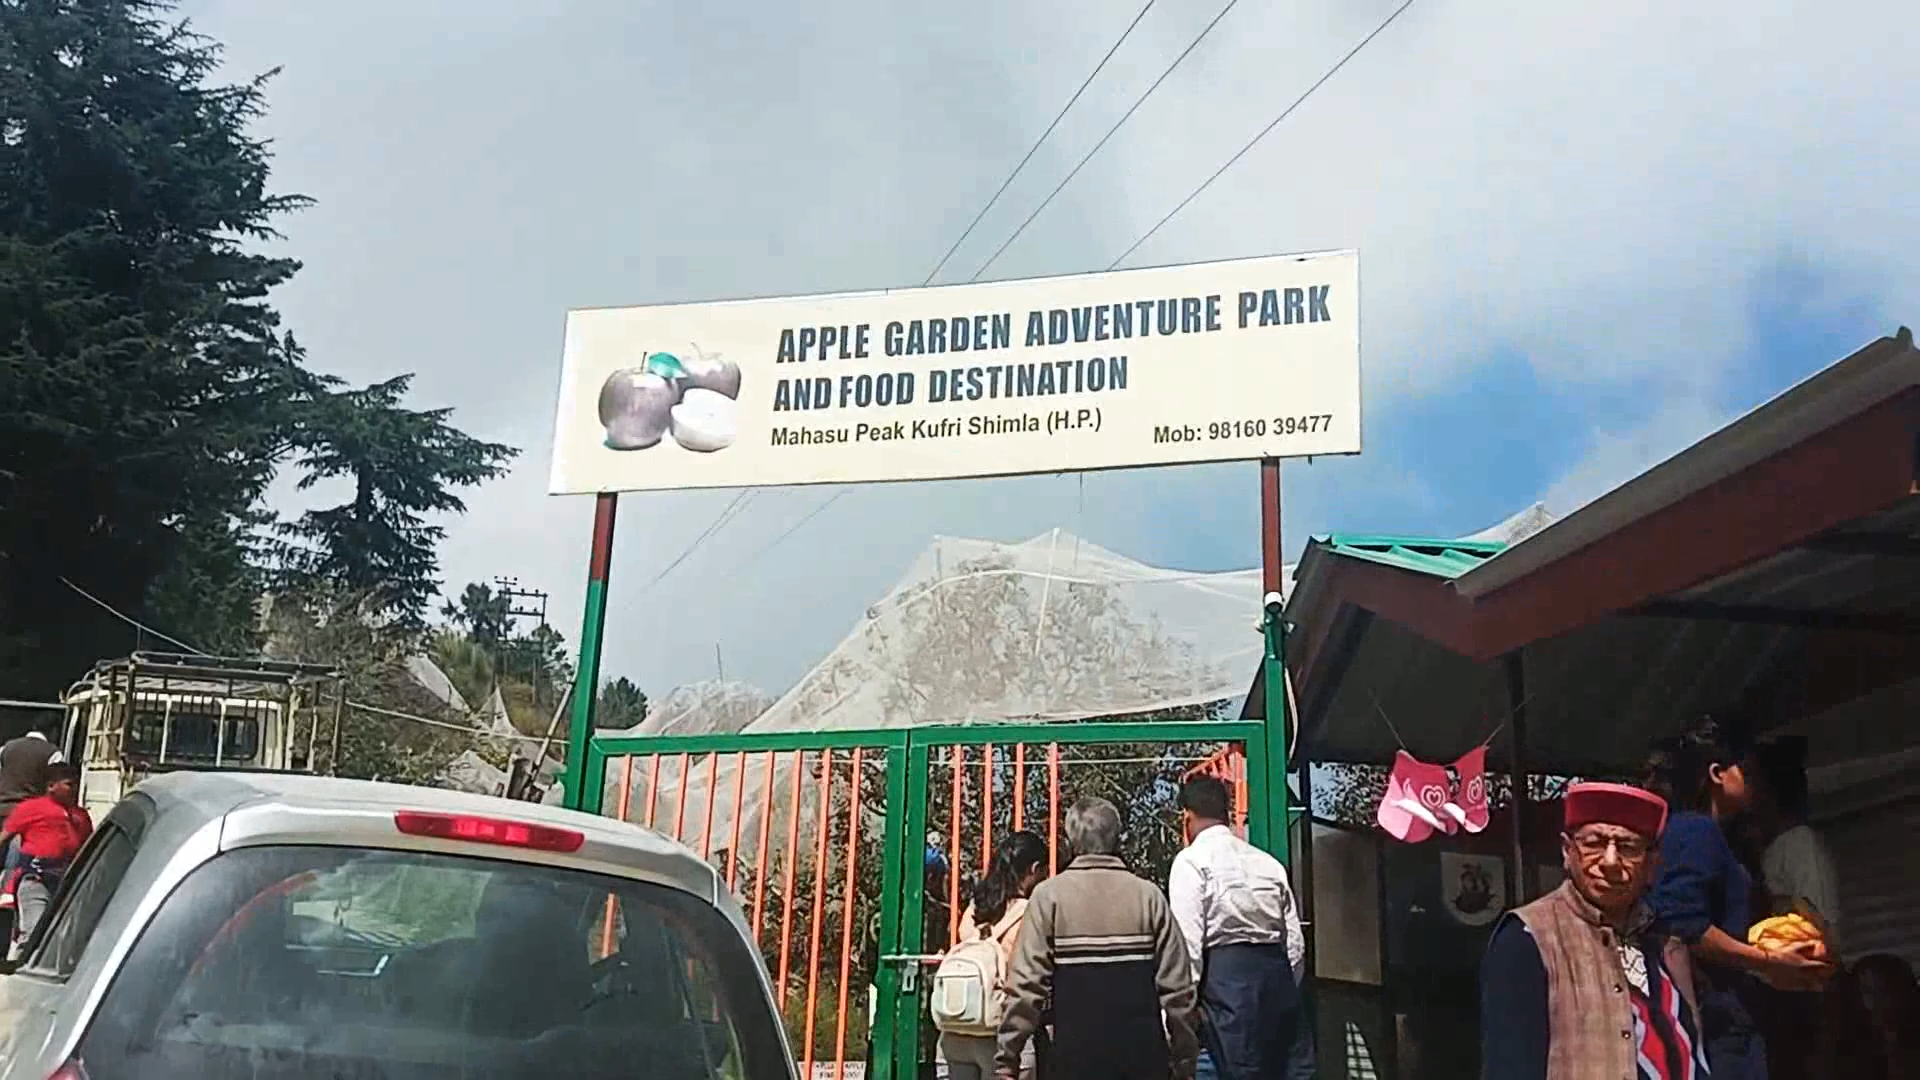 APPLE GARDEN ADVENTURE PARK
AND FOOD DESTINATION
Mahasu Peak Kufri Shimla (H.P.)
Mob: 98160 39477